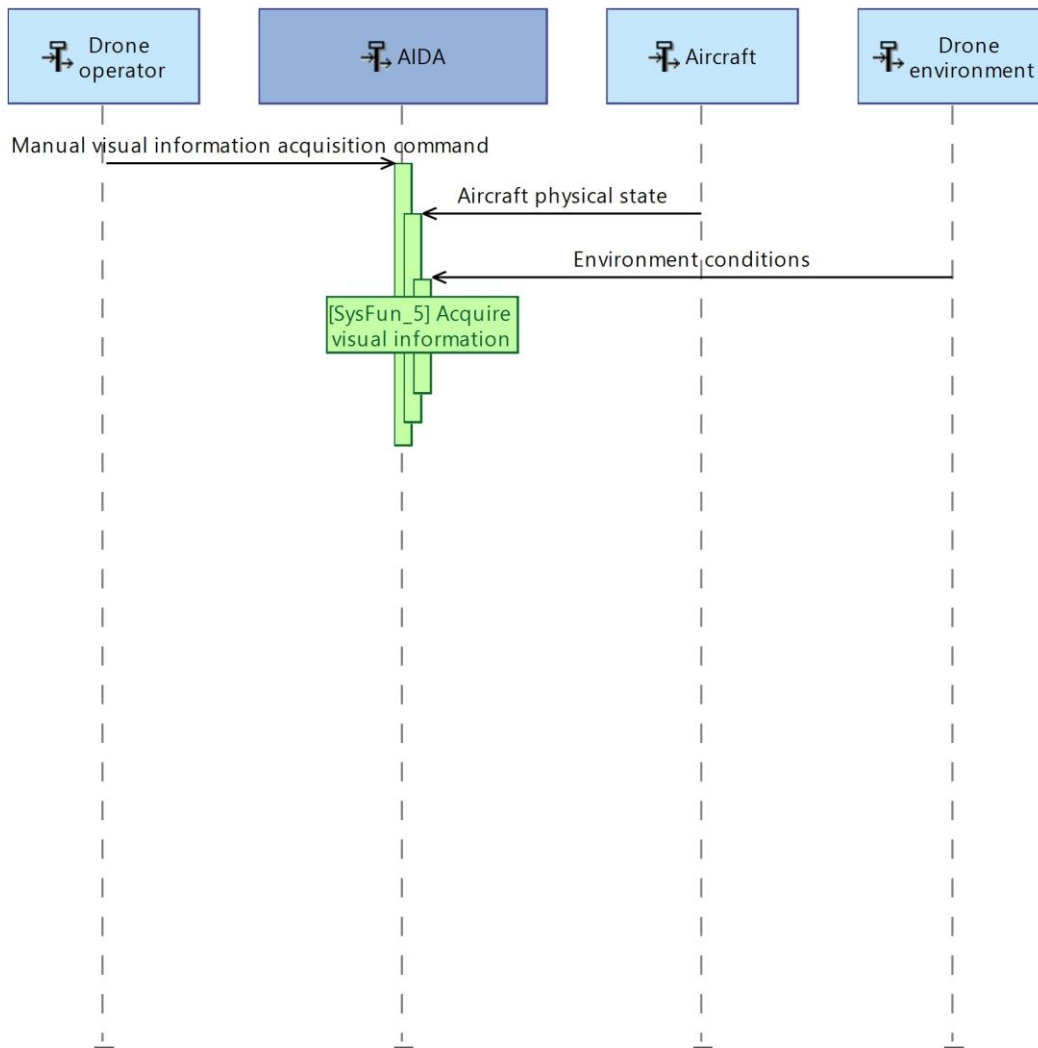 Drone
operator
AIDA
Aircraft
Drone
environment
Manual visual information acquisition command
Aircraft physical state
Environment conditions
[SysFun_5] Acquire
visual information